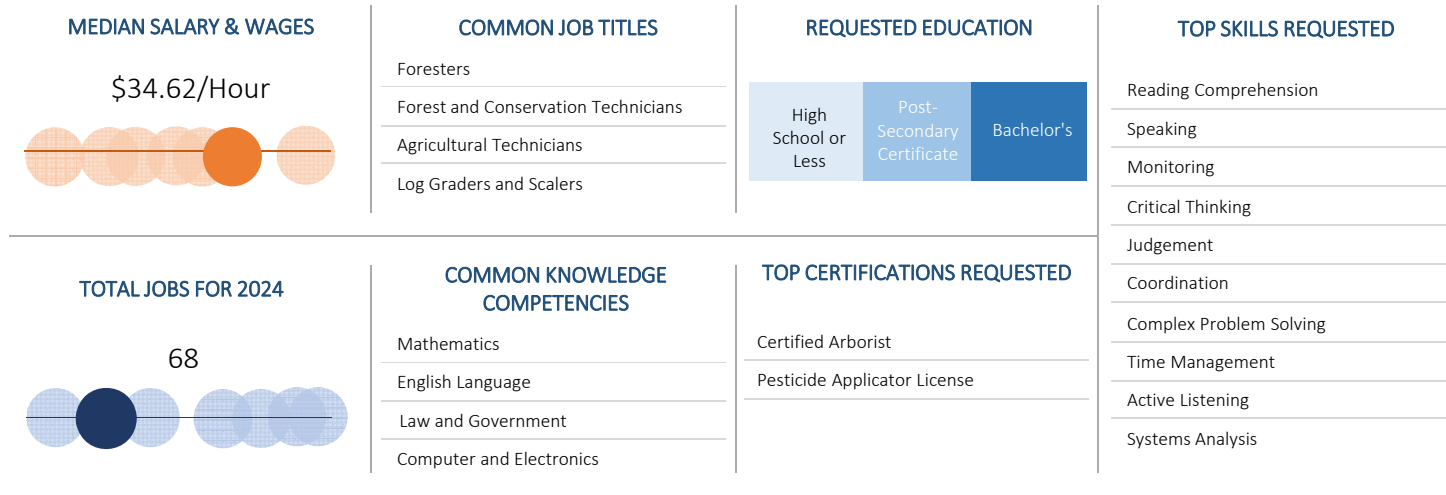 MEDIAN SALARY & WAGES
$34.62/Hour
COMMON JOB TITLES
Foresters
Forest and Conservation Technicians
Agricultural Technicians
Log Graders and Scalers
REQUESTED EDUCATION
High
School or
Less
Post-
Secondary
Certificate
Bachelor's
TOTAL JOBS FOR 2024
68
COMMON KNOWLEDGE
COMPETENCIES
Mathematics
English Language
Law and Government
Computer and Electronics
TOP CERTIFICATIONS REQUESTED
Certified Arborist
Pesticide Applicator License
TOP SKILLS REQUESTED
Reading Comprehension
Speaking
Monitoring
Critical Thinking
Judgement
Coordination
Complex Problem Solving
Time Management
Active Listening
Systems Analysis